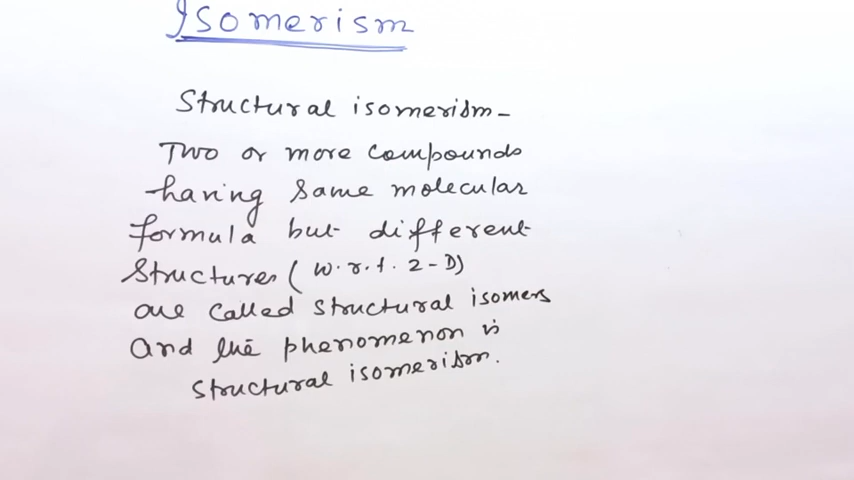 Isomerism
Structural isomerism-
Two or more compounds
having same molecular
formula but different
structures (w.r.t. 2-D)
are called structural isomers
and the phenomenon is
structural isomerism.